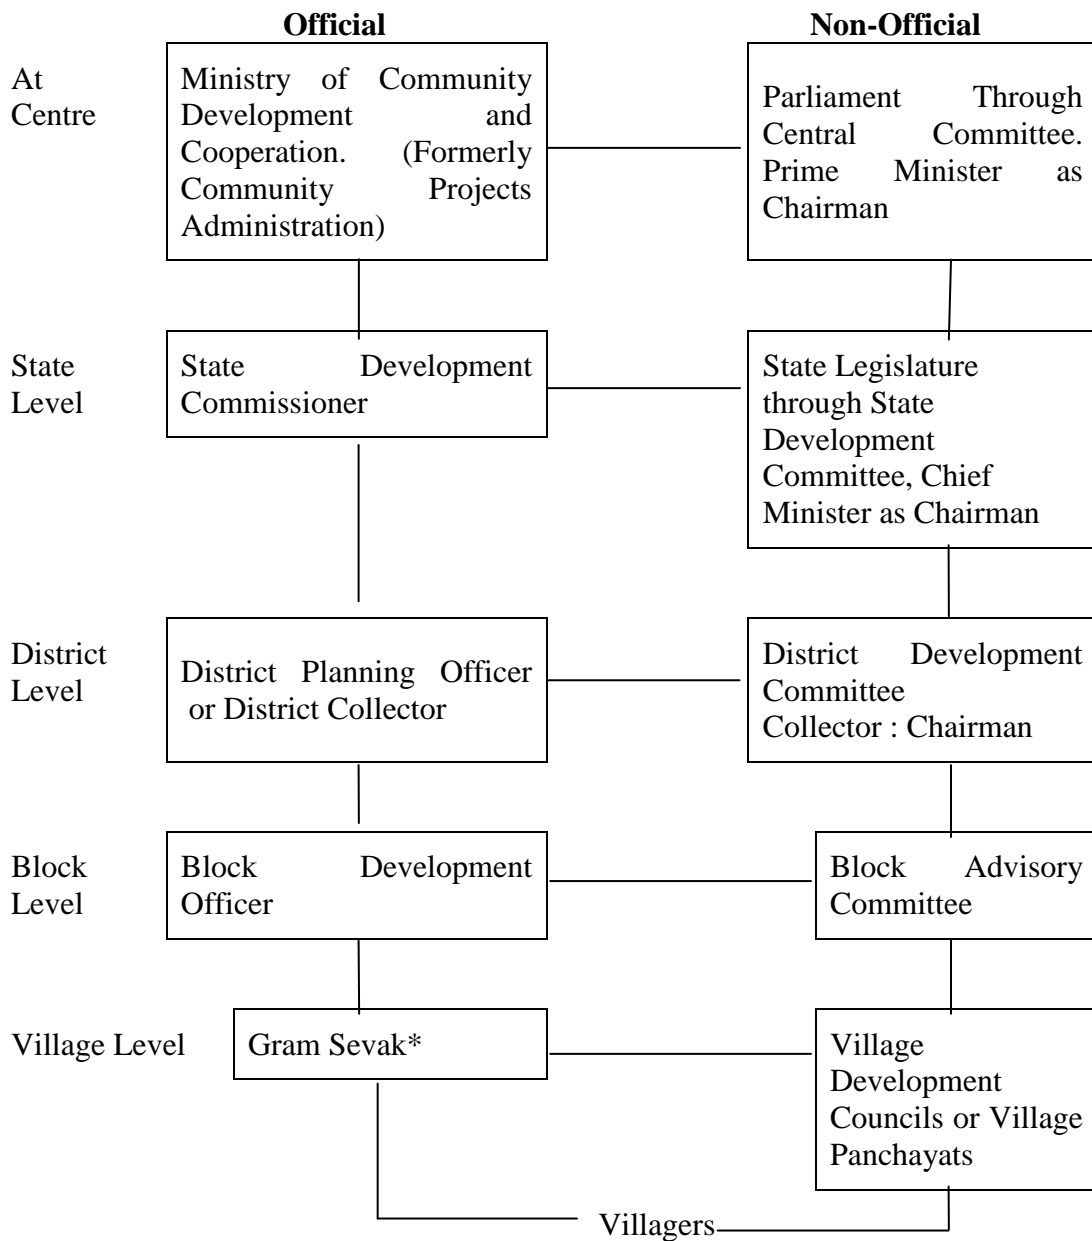 Official
Non-Official
At
Centre
Ministry of Community
Development and
Cooperation. (Formerly
Community Projects
Administration)
Parliament Through
Central Committee.
Prime Minister as
Chairman
State
Level
State Development
Commissioner
State Legislature
through State
Development
Committee, Chief
Minister as Chairman
District
Level
District Planning Officer
or District Collector
District Development
Committee
Collector : Chairman
Block
Level
Block Development
Officer
Block Advisory
Committee
Village Level
Gram Sevak*
Village
Development
Councils or Village
Panchayats
Villagers